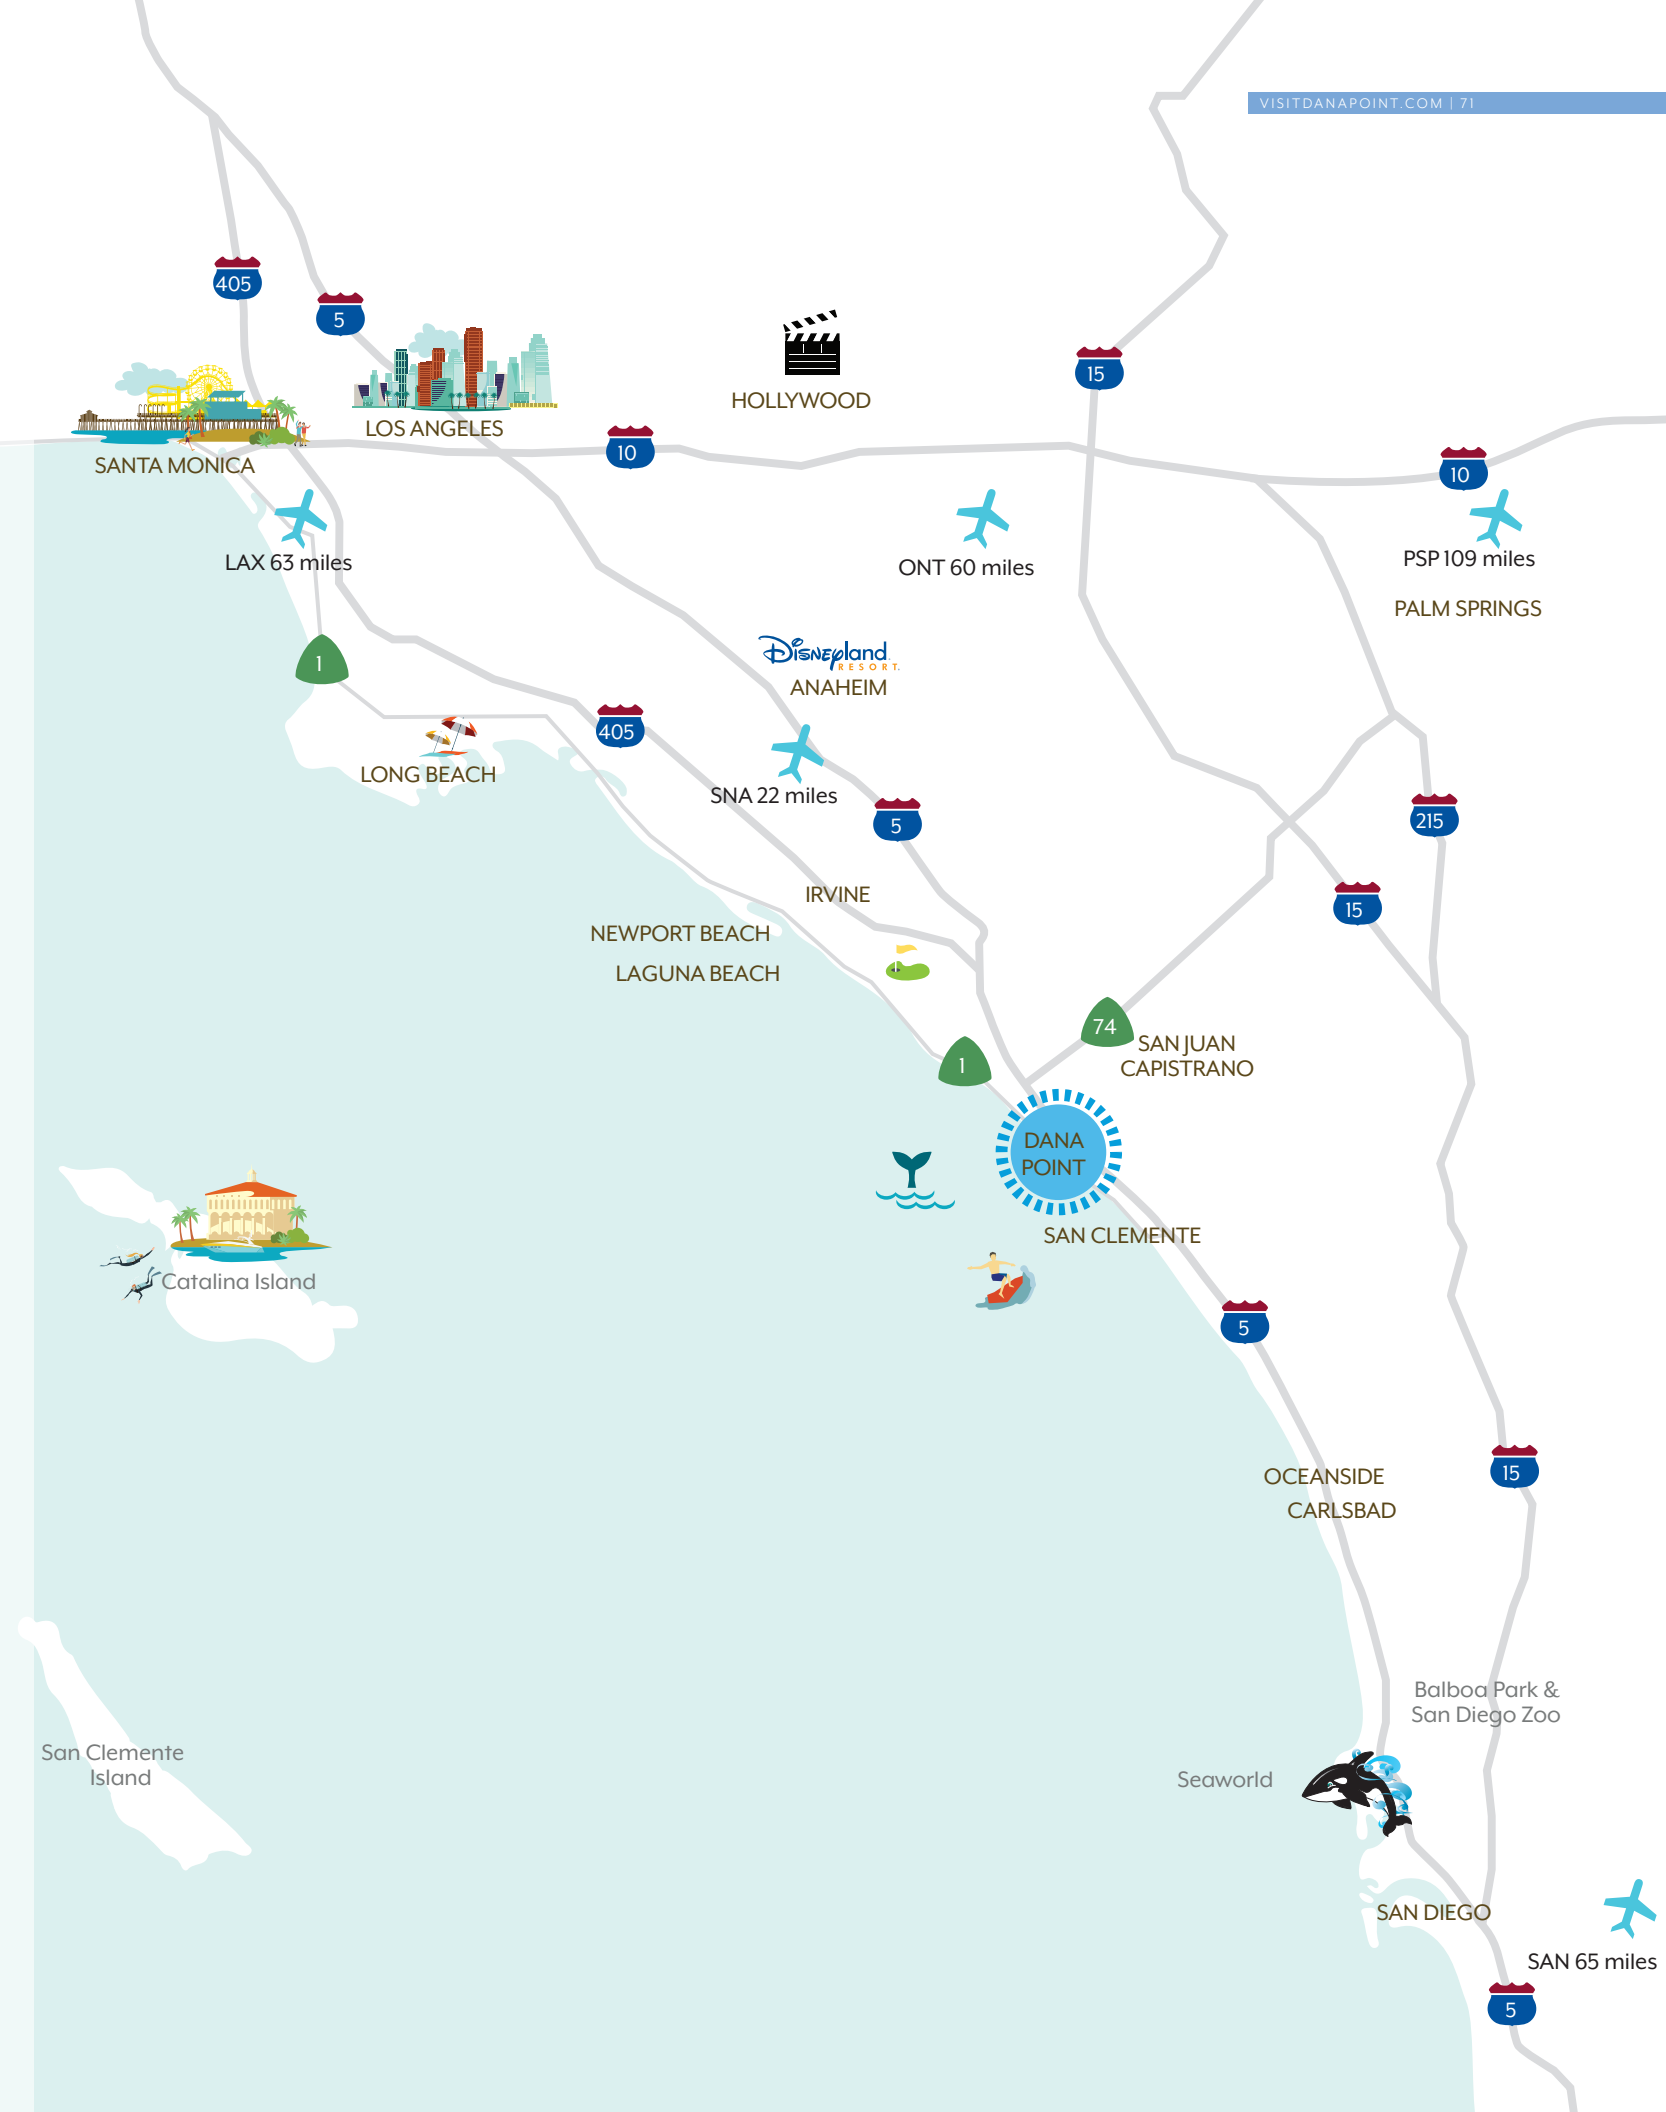 VISITDANAPOINT.COM | 71
405
5
15
HOLLYWOOD
LOS ANGELES
10
SANTA MONICA
10
LAX 63 miles
ONT 60 miles
PSP 109 miles
PALM SPRINGS
1
Disneyland
RESORT.
ANAHEIM
405
LONG BEACH
SNA 22 miles
5
215
IRVINE
15
NEWPORT BEACH
LAGUNA BEACH
74
SAN JUAN
CAPISTRANO
1
DANA
POINT
SAN CLEMENTE
Catalina Island
5
OCEANSIDE
15
CARLSBAD
Balboa Park &
San Diego Zoo
San Clemente
Island
Seaworld
SAN DIEGO
SAN 65 miles
5